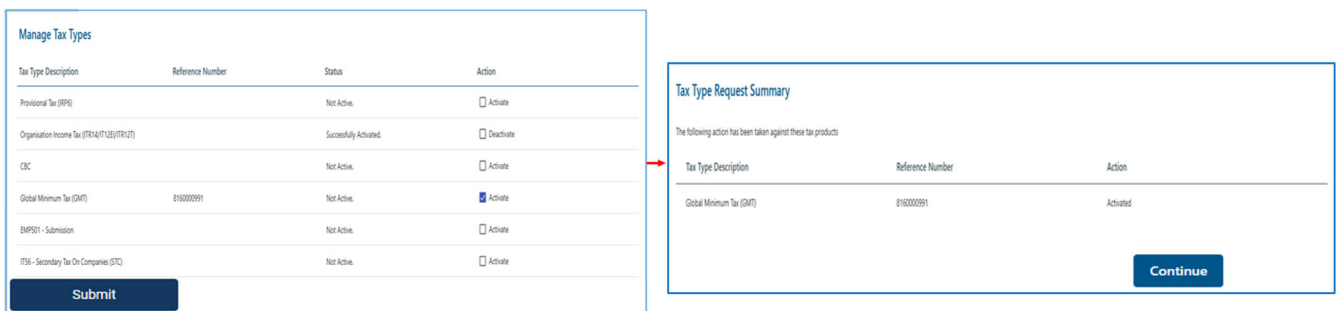 Manage Tax Types
Tax Type Description Reference Number Status Action
Provisional Tax (IRP6) Not Active. Activate
Organisation Income Tax (ITR14/IT12EI/ITR12T) Successfully Activated. Deactivate
CBC Not Active. Activate
Global Minimum Tax (GMT) 8160000991 Not Active. Activate
EMP501 - Submission Not Active. Activate
IT56 - Secondary Tax On Companies (STC) Not Active. Activate
Submit
Tax Type Request Summary
The following action has been taken against these tax products
Tax Type Description Reference Number Action
Global Minimum Tax (GMT) 8160000991 Activated
Continue